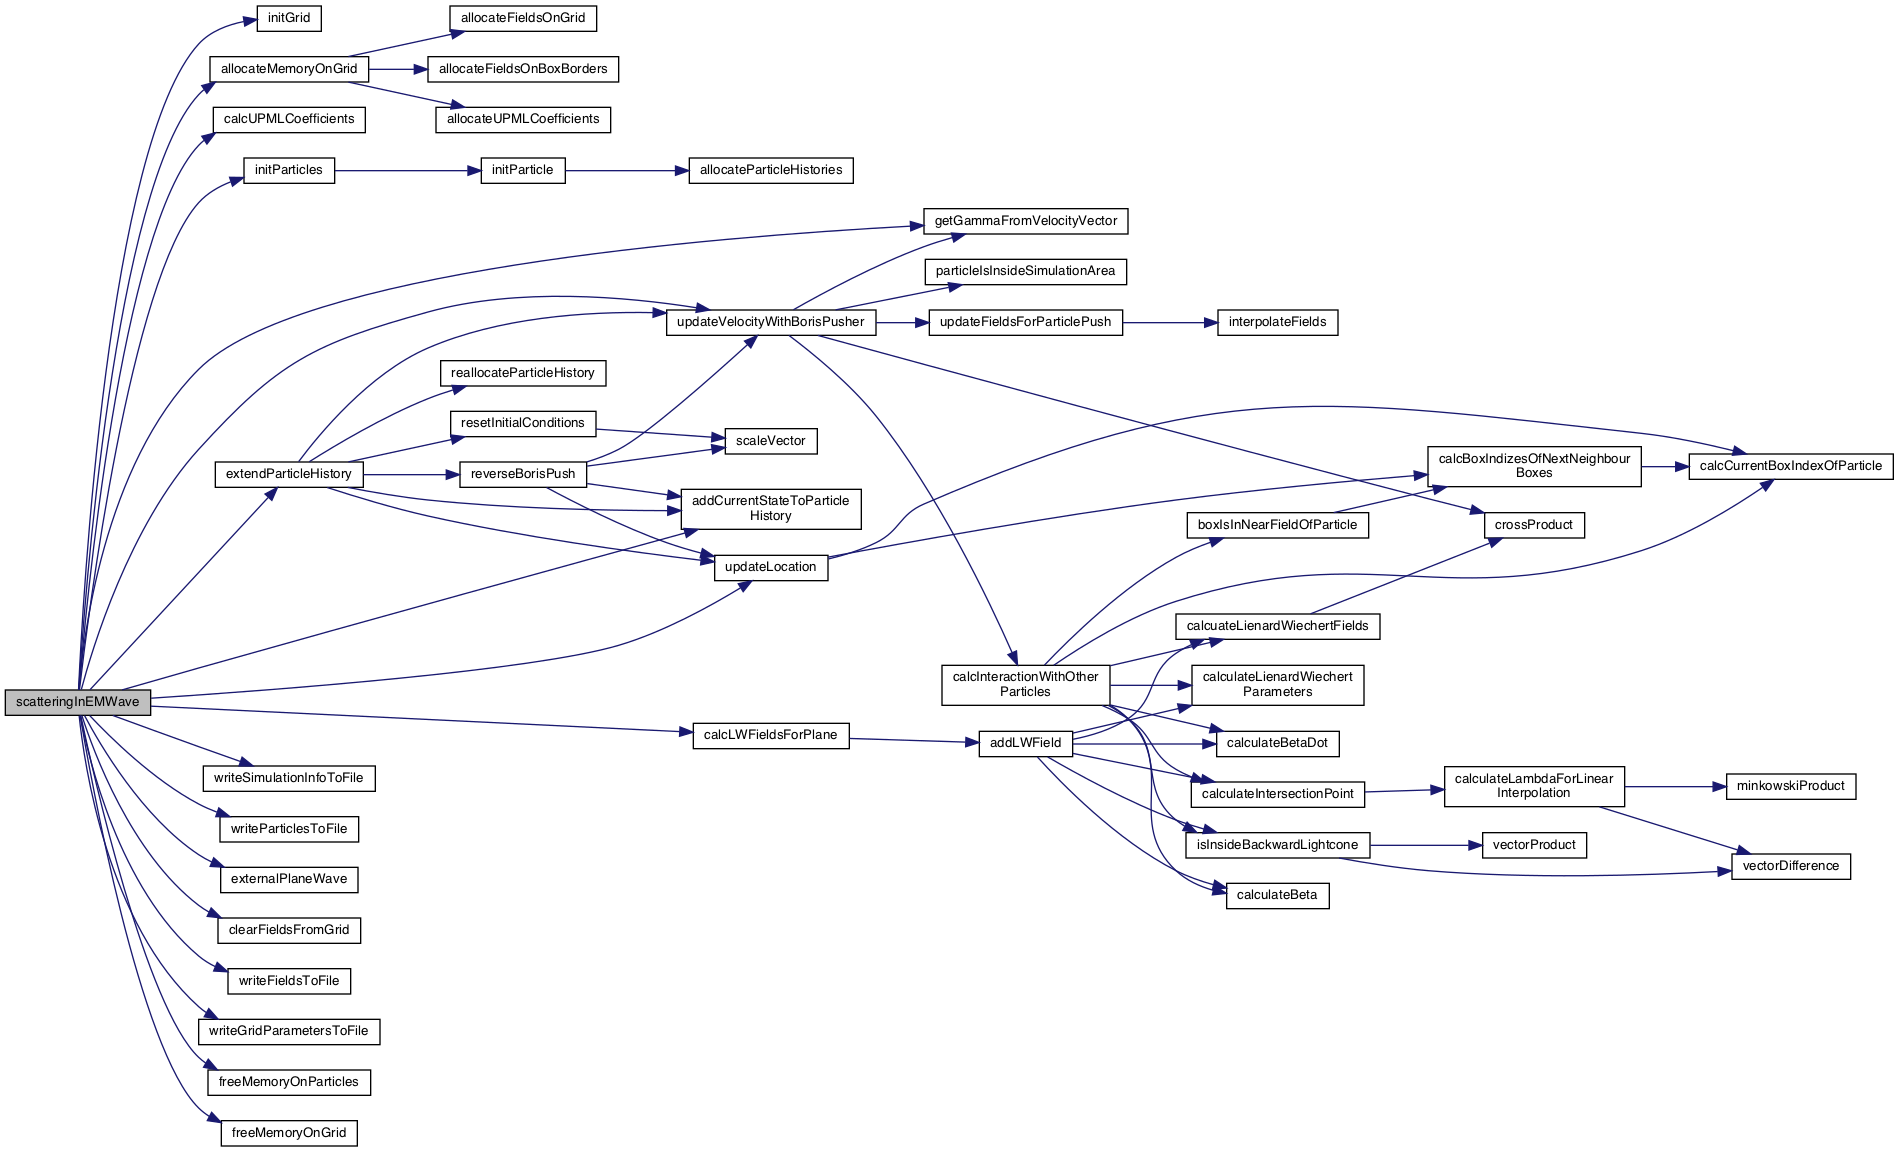 initGrid
allocateFieldsOnGrid
allocateMemoryOnGrid
allocateFieldsOnBoxBorders
calcUPMLCoefficients
allocateUPMLCoefficients
initParticles
initParticle
allocateParticleHistories
getGammaFromVelocityVector
particleIsInsideSimulationArea
updateVelocityWithBorisPusher
updateFieldsForParticlePush
interpolateFields
reallocateParticleHistory
resetInitialConditions
scaleVector
extendParticleHistory
reverseBorisPush
addCurrentStateToParticle
History
calcBoxIndizesOfNextNeighbour
Boxes
calcCurrentBoxIndexOfParticle
boxIsInNearFieldOfParticle
crossProduct
updateLocation
calcuateLienardWiechertFields
calcInteractionWithOther
Particles
calculateLienardWiechert
Parameters
scatteringInEMWave
calcLWFieldsForPlane
addLWField
calculateBetaDot
writeSimulationInfoToFile
calculateIntersectionPoint
calculateLambdaForLinear
Interpolation
minkowskiProduct
writeParticlesToFile
isInsideBackwardLightcone
vectorProduct
vectorDifference
externalPlaneWave
calculateBeta
clearFieldsFromGrid
writeFieldsToFile
writeGridParametersToFile
freeMemoryOnParticles
freeMemoryOnGrid